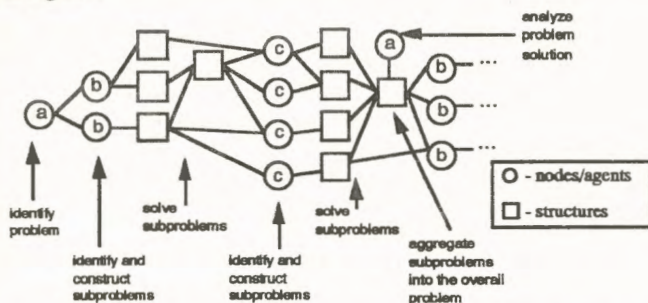 analyze
problem
solution
a
c
b
...
b
c
b
...
a
c
b
b
...
c
○ - nodes/agents
□ - structures
identify
problem
solve
subproblems
solve
subproblems
identify and
construct
subproblems
identify and
construct
subproblems
aggregate
subproblems
into the overall
problem